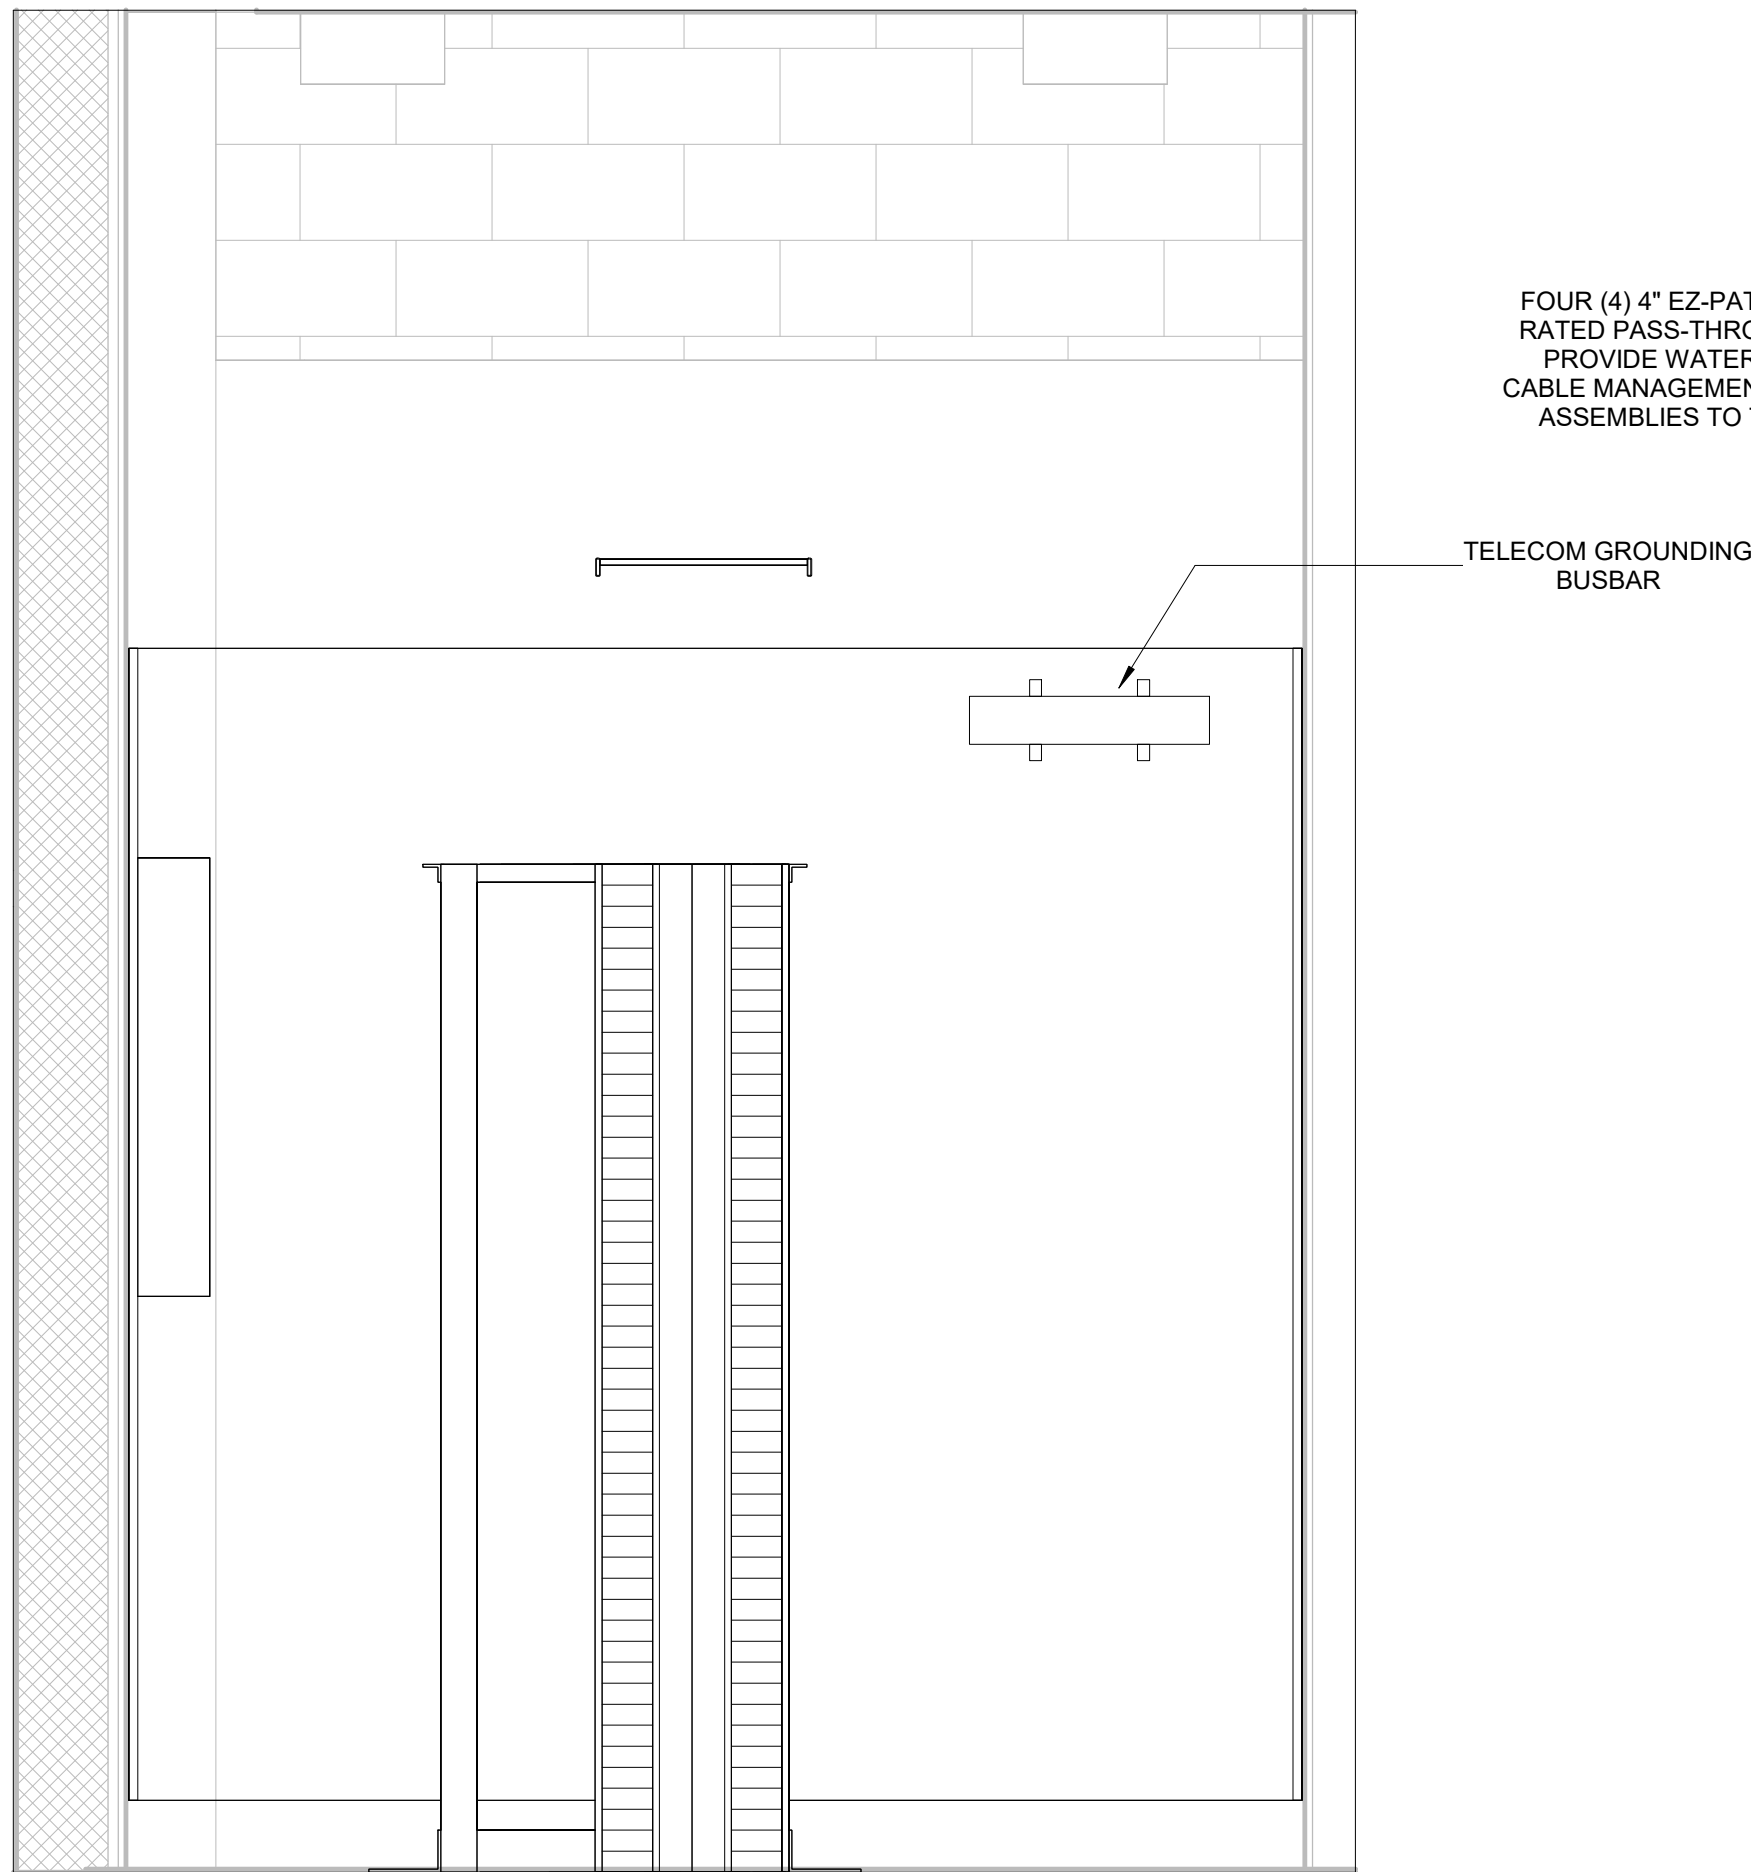 FOUR (4) 4" EZ-PAT
RATED PASS-THRO
PROVIDE WATER
CABLE MANAGEMEN
ASSEMBLIES TO
TELECOM GROUNDING
BUSBAR